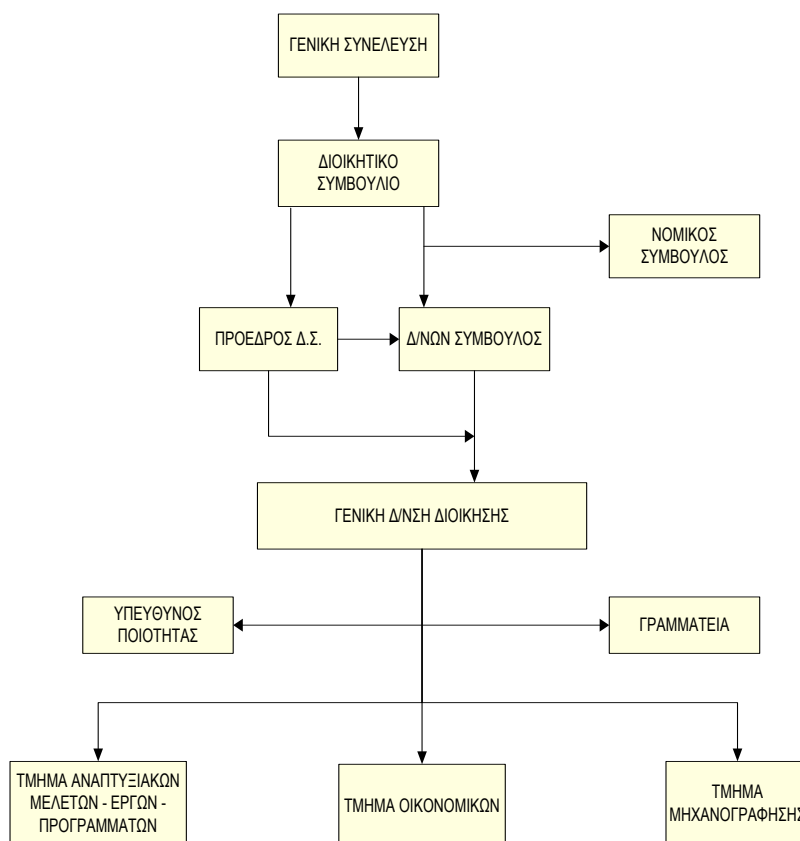 ΓΕΝΙΚΗ ΣΥΝΕΛΕΥΣΗ
ΔΙΟΙΚΗΤΙΚΟ
ΣΥΜΒΟΥΛΙΟ
ΝΟΜΙΚΟΣ
ΣΥΜΒΟΥΛΟΣ
ΠΡΟΕΔΡΟΣ Δ.Σ.
Δ/ΝΩΝ ΣΥΜΒΟΥΛΟΣ
ΓΕΝΙΚΗ Δ/ΝΣΗ ΔΙΟΙΚΗΣΗΣ
ΥΠΕΥΘΥΝΟΣ
ΠΟΙΟΤΗΤΑΣ
ΓΡΑΜΜΑΤΕΙΑ
ΤΜΗΜΑ ΑΝΑΠΤΥΞΙΑΚΩΝ
ΜΕΛΕΤΩΝ - ΕΡΓΩΝ -
ΠΡΟΓΡΑΜΜΑΤΩΝ
ΤΜΗΜΑ ΟΙΚΟΝΟΜΙΚΩΝ
ΤΜΗΜΑ
ΜΗΧΑΝΟΓΡΑΦΗΣΗΣ